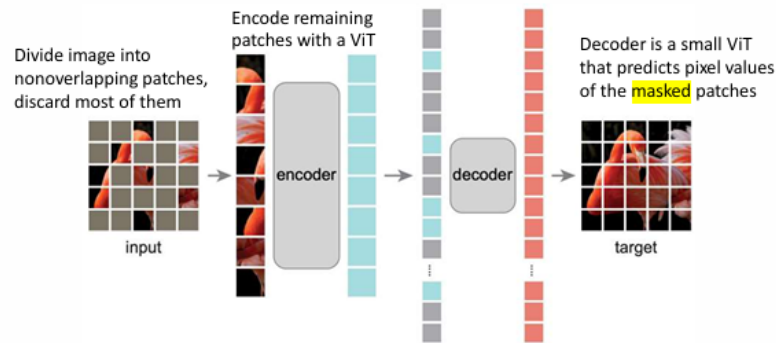 Divide image into
nonoverlapping patches,
discard most of them
input
Encode remaining
patches with a ViT
encoder
decoder
Decoder is a small ViT
that predicts pixel values
of the masked patches
target